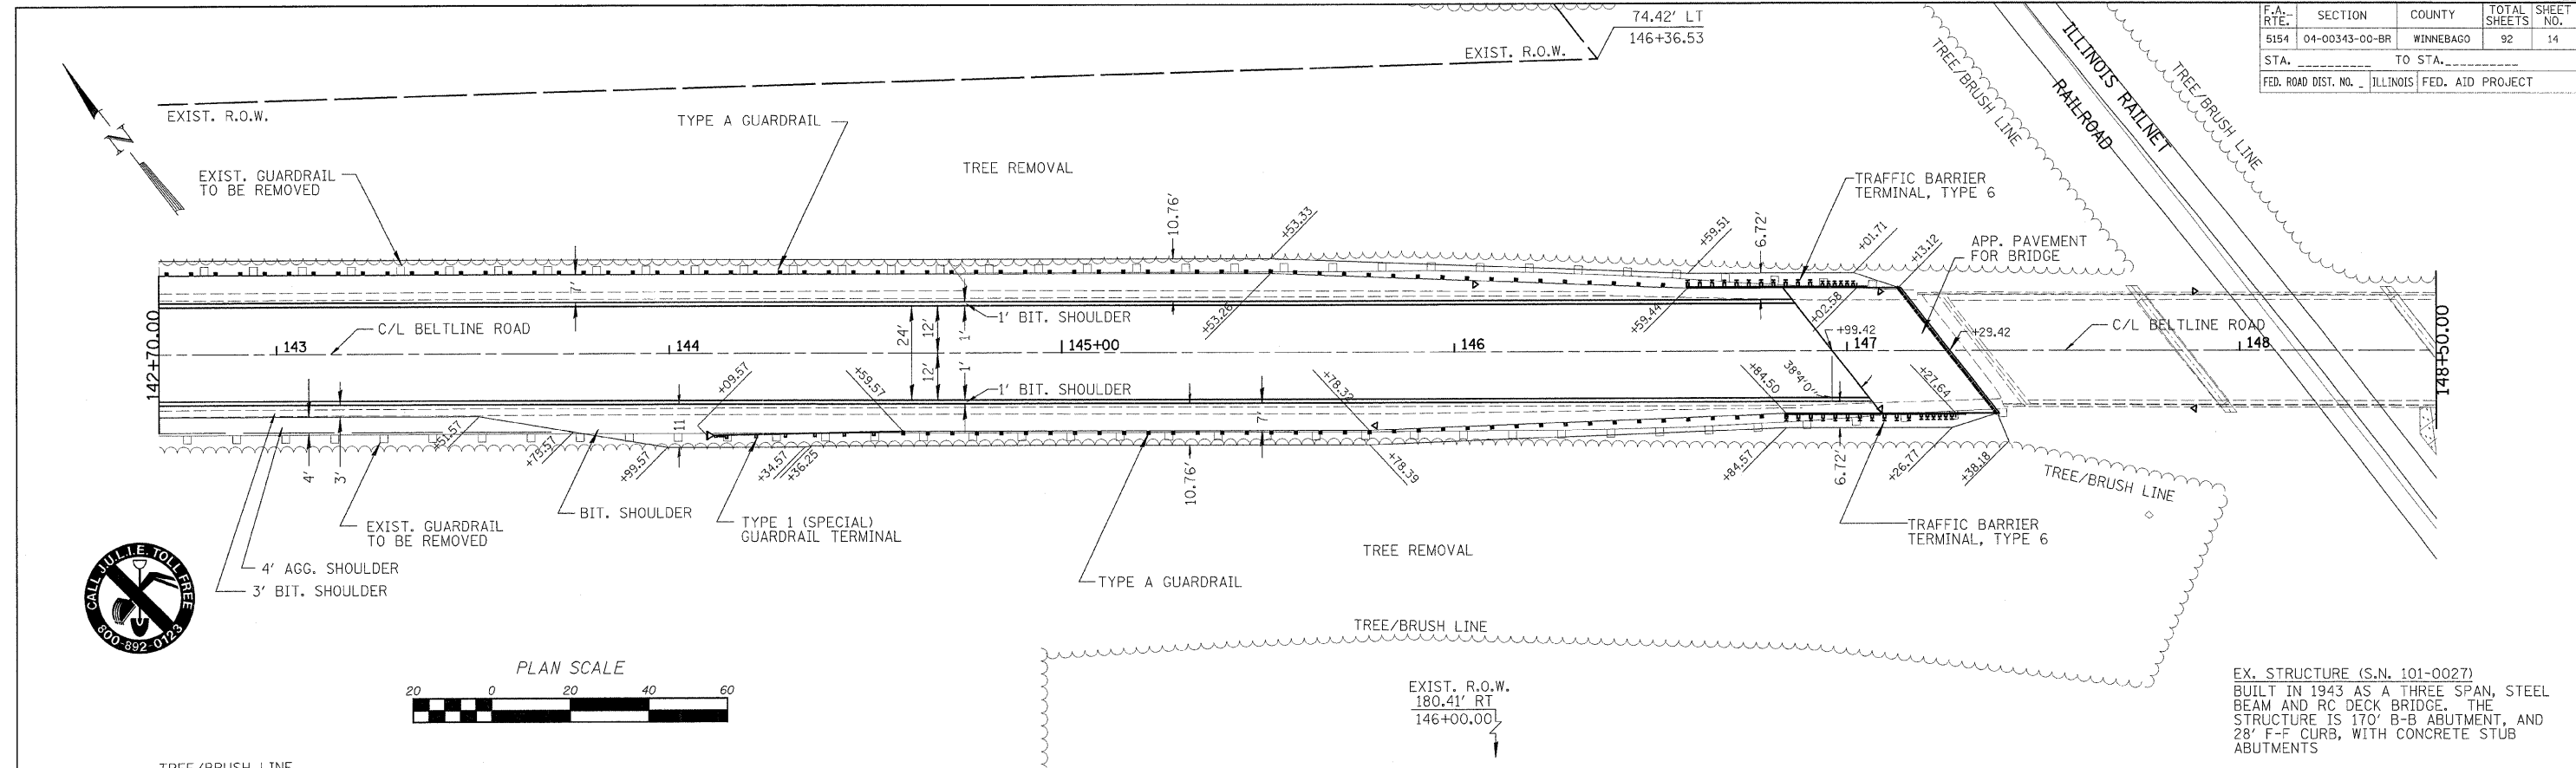 74.42' LT
146+36.53
EXIST. R.O.W.
EXIST. R.O.W.
F.A. RTE. SECTION COUNTY TOTAL SHEETS SHEET NO.
5154 04-00343-00-BR WINNEBAGO 92 14
STA. __________ TO STA.__________
FED. ROAD DIST. NO. _ ILLINOIS FED. AID PROJECT
ILLINOIS RAILNET
RAILROAD
TREE/BRUSH LINE
TREE/BRUSH LINE
N
TYPE A GUARDRAIL
TREE REMOVAL
EXIST. GUARDRAIL
TO BE REMOVED
TRAFFIC BARRIER
TERMINAL, TYPE 6
10.76'
+53.33
+59.51
6.72'
+01.71
+13.12
APP. PAVEMENT
FOR BRIDGE
7'
+53.26
+59.44
+02.58
142+70.00
C/L BELTLINE ROAD
143
144
145+00
146
147
148
148+50.00
24'
12'
12'
1'
1'
1' BIT. SHOULDER
1' BIT. SHOULDER
+99.42
+29.42
C/L BELTLINE ROAD
+09.57
+59.57
+78.32
+84.50
38°4'0"
+27.64
4'
3'
+51.57
+99.57
11
+34.57
+36.25
10.76'
7'
+78.39
+84.57
6.72'
+26.77
+38.18
TREE/BRUSH LINE
EXIST. GUARDRAIL
TO BE REMOVED
BIT. SHOULDER
TYPE 1 (SPECIAL)
GUARDRAIL TERMINAL
TRAFFIC BARRIER
TERMINAL, TYPE 6
4' AGG. SHOULDER
3' BIT. SHOULDER
TREE REMOVAL
TYPE A GUARDRAIL
CALL J.U.L.I.E. TOLL FREE
800-892-0123
TREE/BRUSH LINE
PLAN SCALE
20 0 20 40 60
EXIST. R.O.W.
180.41' RT
146+00.00
EX. STRUCTURE (S.N. 101-0027)
BUILT IN 1943 AS A THREE SPAN, STEEL
BEAM AND RC DECK BRIDGE. THE
STRUCTURE IS 170' B-B ABUTMENT, AND
28' F-F CURB, WITH CONCRETE STUB
ABUTMENTS
TREE/BRUSH LINE